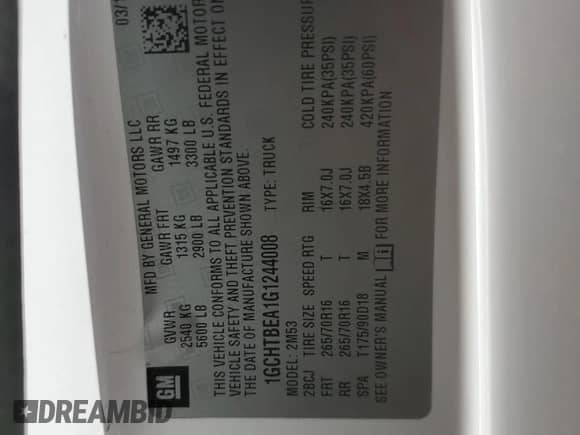 03/1
MFD BY GENERAL MOTORS LLC
GVWR GAWR FRT GAWR RR
2540 KG 1315 KG 1497 KG
5600 LB 2900 LB 3300 LB
THIS VEHICLE CONFORMS TO ALL APPLICABLE U.S. FEDERAL MOTOR
VEHICLE SAFETY AND THEFT PREVENTION STANDARDS IN EFFECT ON
THE DATE OF MANUFACTURE SHOWN ABOVE.
1GCHTBEA1G1244008 TYPE: TRUCK
MODEL: 2M53
2BCJ TIRE SIZE SPEED RTG RIM COLD TIRE PRESSUR
FRT 265/70R16 T 16X7.0J 240KPA(35PSI)
RR 265/70R16 T 16X7.0J 240KPA(35PSI)
SPA T175/90D18 M 18X4.5B 420KPA(60PSI)
SEE OWNER'S MANUAL i FOR MORE INFORMATION
GM
DREAMBID